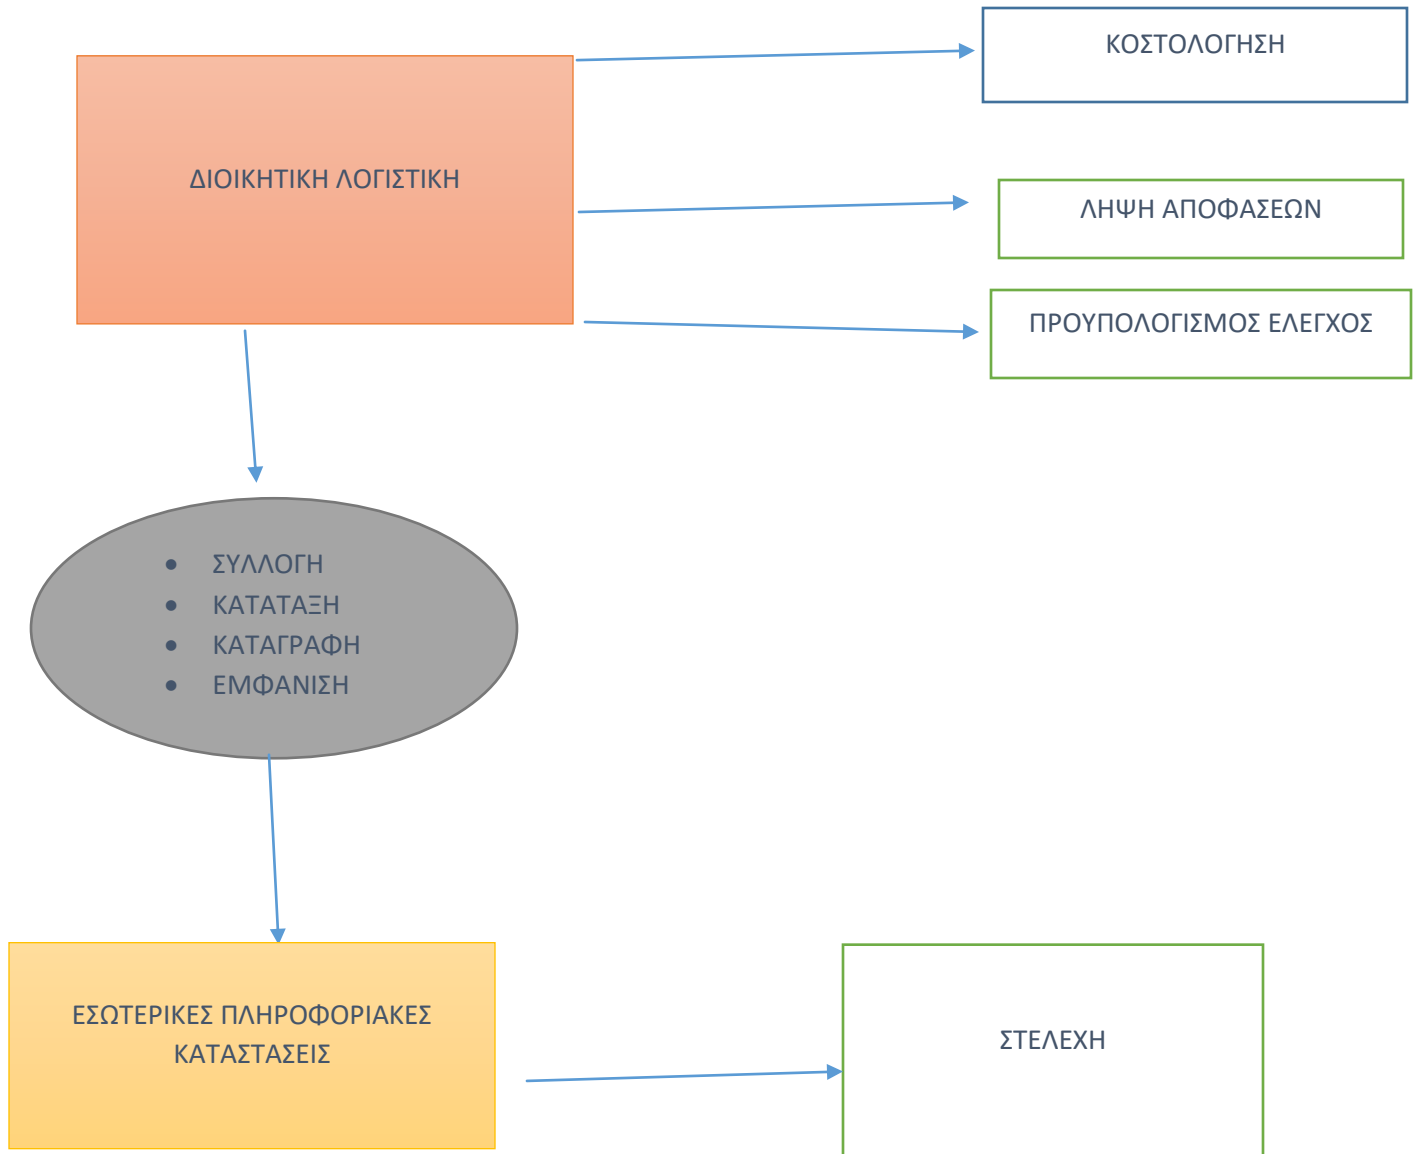 ΚΟΣΤΟΛΟΓΗΣΗ
ΔΙΟΙΚΗΤΙΚΗ ΛΟΓΙΣΤΙΚΗ
ΛΗΨΗ ΑΠΟΦΑΣΕΩΝ
ΠΡΟΥΠΟΛΟΓΙΣΜΟΣ ΕΛΕΓΧΟΣ
• ΣΥΛΛΟΓΗ
• ΚΑΤΑΤΑΞΗ
• ΚΑΤΑΓΡΑΦΗ
• ΕΜΦΑΝΙΣΗ
ΕΣΩΤΕΡΙΚΕΣ ΠΛΗΡΟΦΟΡΙΑΚΕΣ
ΚΑΤΑΣΤΑΣΕΙΣ
ΣΤΕΛΕΧΗ